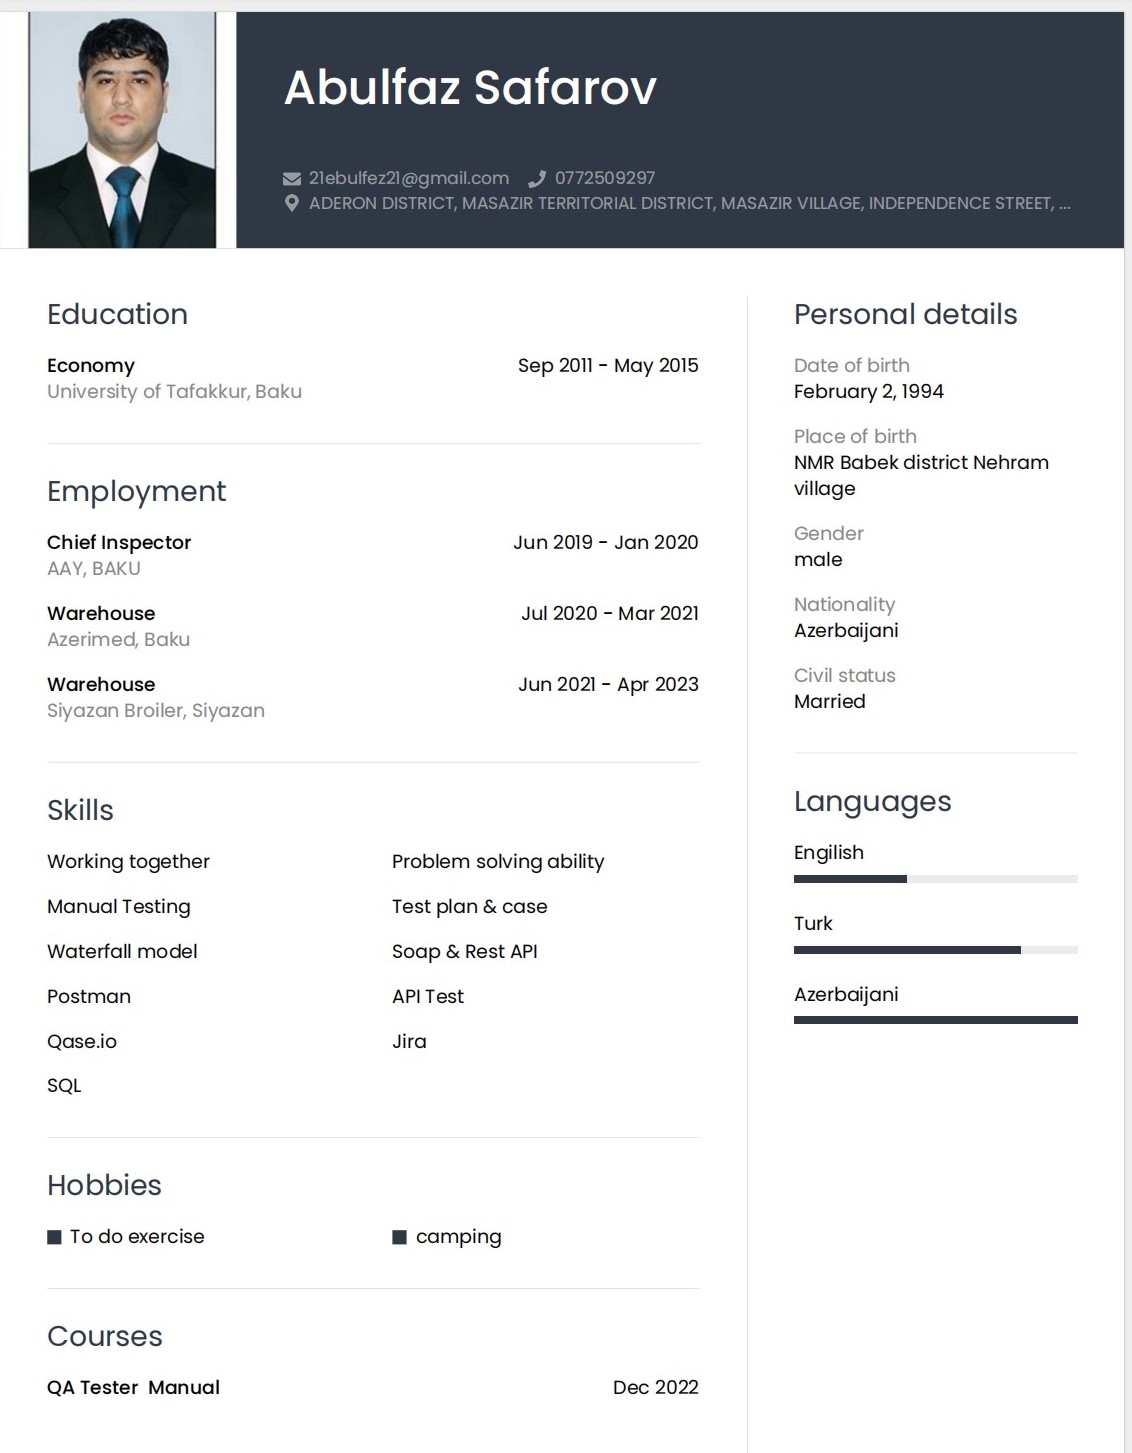 Abulfaz Safarov
21ebulfez21@gmail.com 0772509297
ADERON DISTRICT, MASAZIR TERRITORIAL DISTRICT, MASAZIR VILLAGE, INDEPENDENCE STREET, ...
Education
Economy Sep 2011 - May 2015
University of Tafakkur, Baku
Employment
Chief Inspector Jun 2019 - Jan 2020
AAY, BAKU
Warehouse Jul 2020 - Mar 2021
Azerimed, Baku
Warehouse Jun 2021 - Apr 2023
Siyazan Broiler, Siyazan
Skills
Working together Problem solving ability
Manual Testing Test plan & case
Waterfall model Soap & Rest API
Postman API Test
Qase.io Jira
SQL
Hobbies
To do exercise camping
Courses
QA Tester Manual Dec 2022
Personal details
Date of birth
February 2, 1994
Place of birth
NMR Babek district Nehram
village
Gender
male
Nationality
Azerbaijani
Civil status
Married
Languages
Engilish
Turk
Azerbaijani